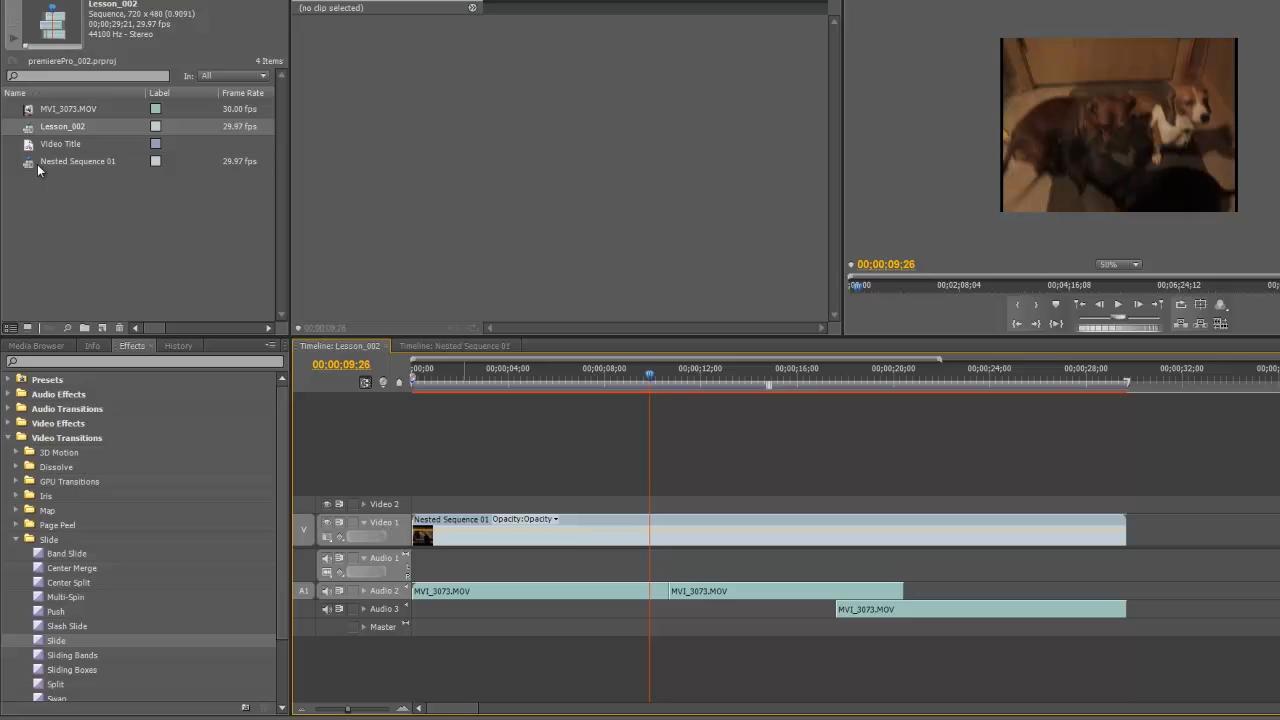 Lesson_002
Sequence, 720 x 480 (0.9091)
00;00;29;21, 29.97 fps
44100 Hz - Stereo
premierePro_002.prproj
4 Items
In: All
Name Label Frame Rate
MVI_3073.MOV 30.00 fps
Lesson_002 29.97 fps
Video Title
Nested Sequence 01 29.97 fps
(no clip selected)
00;00;09;26
00;00;09;26 50%
;00;00 00;02;08;04 00;04;16;08 00;06;24;12 00;
Media Browser Info Effects × History
Presets
Audio Effects
Audio Transitions
Video Effects
Video Transitions
3D Motion
Dissolve
GPU Transitions
Iris
Map
Page Peel
Slide
Band Slide
Center Merge
Center Split
Multi-Spin
Push
Slash Slide
Slide
Sliding Bands
Sliding Boxes
Split
Swap
Timeline: Lesson_002 × Timeline: Nested Sequence 01
00;00;09;26
;00;00 00;00;04;00 00;00;08;00 00;00;12;00 00;00;16;00 00;00;20;00 00;00;24;00 00;00;28;00 00;00;32;00 00;00
Video 2
V Video 1 Nested Sequence 01 Opacity:Opacity
Audio 1
L
R
A1 Audio 2 MVI_3073.MOV MVI_3073.MOV
Audio 3 MVI_3073.MOV
Master